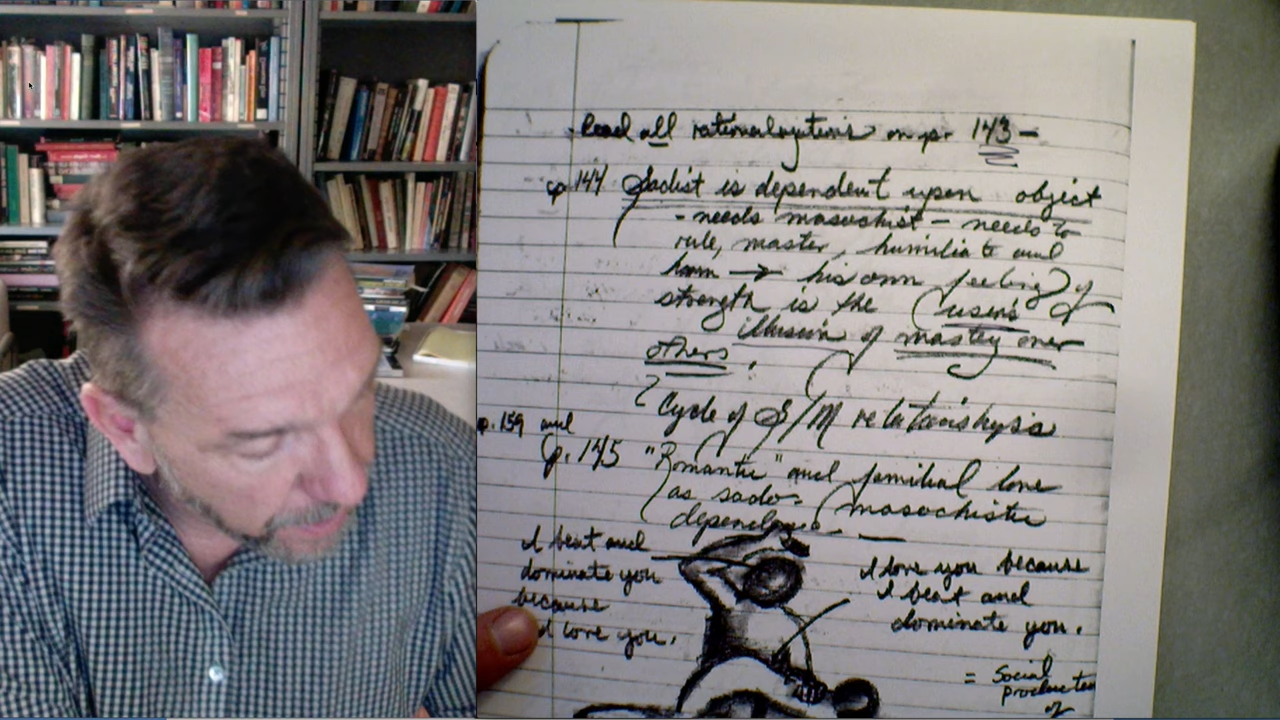 - Read all rationalizations on p. 143 -
p. 144 Sadist is dependent upon object
- needs masochist - needs to
rule, master, humiliate and
harm → his own feeling of
strength is the (user's
illusion of mastery over
others.
Cycle of S/M relationships
p. 159 and
p. 145 "Romantic" and familial love
as sado-masochistic
dependence.
I beat and
dominate you
because
I love you.
I love you because
I beat and
dominate you.
= Social
production
of